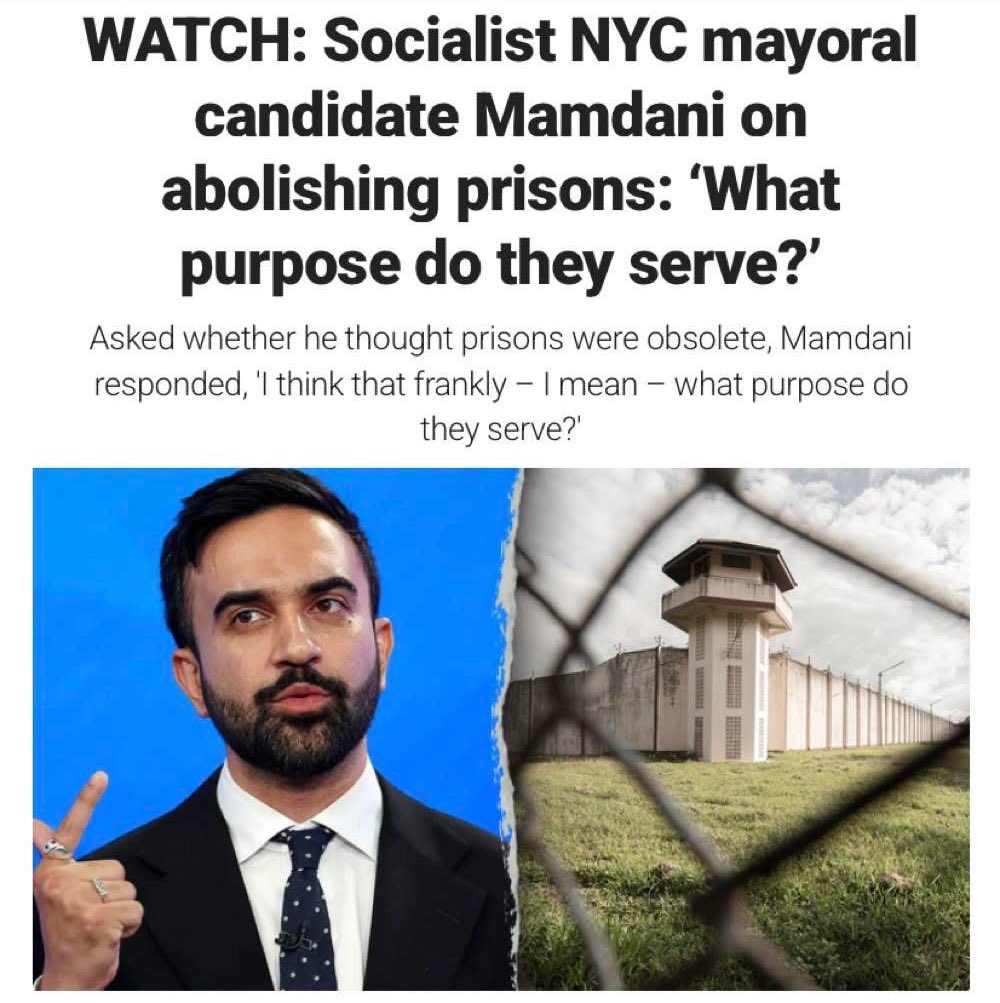 WATCH: Socialist NYC mayoral
candidate Mamdani on
abolishing prisons: ‘What
purpose do they serve?’
Asked whether he thought prisons were obsolete, Mamdani
responded, 'I think that frankly – I mean – what purpose do
they serve?'